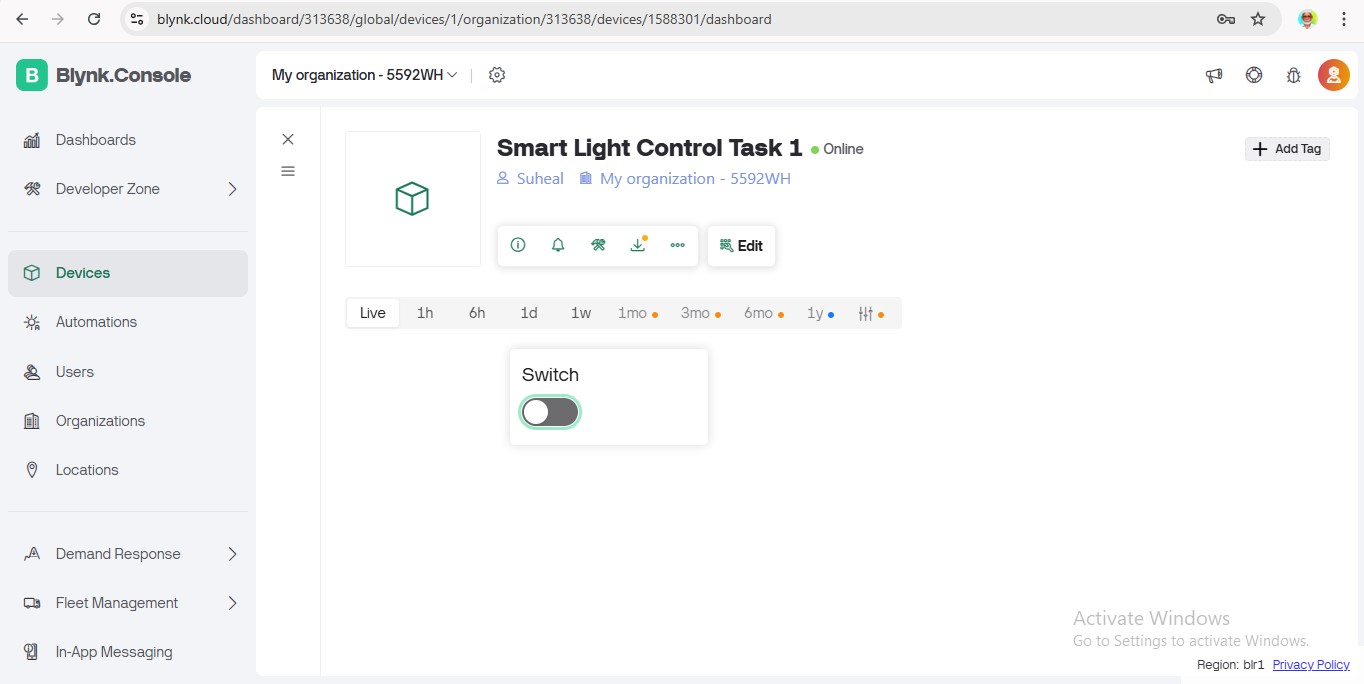 blynk.cloud/dashboard/313638/global/devices/1/organization/313638/devices/1588301/dashboard
B Blynk.Console
My organization - 5592WH
Dashboards
Developer Zone
Devices
Automations
Users
Organizations
Locations
Demand Response
Fleet Management
In-App Messaging
Smart Light Control Task 1 Online
Add Tag
Suheal My organization - 5592WH
Edit
Live 1h 6h 1d 1w 1mo 3mo 6mo 1y
Switch
Activate Windows
Go to Settings to activate Windows.
Region: blr1 Privacy Policy